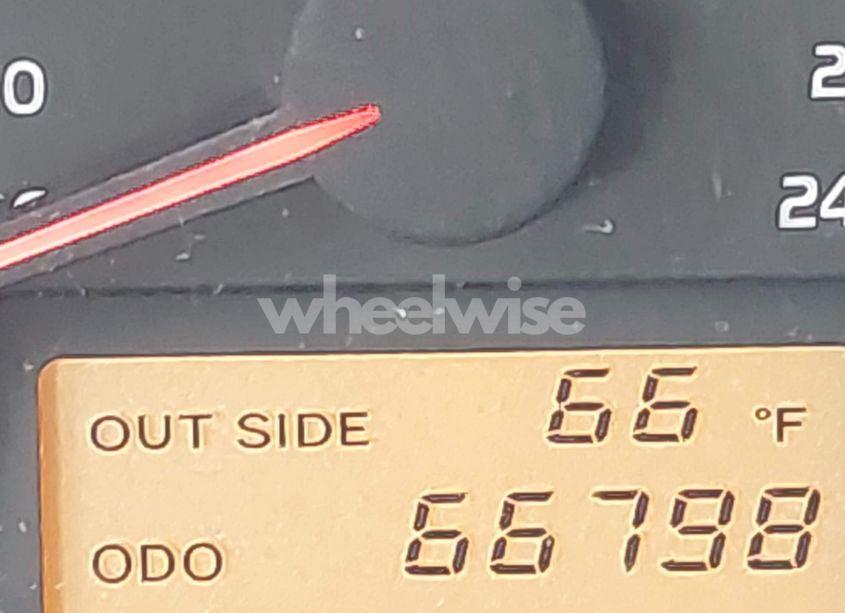 0
2
24
wheelwise
OUT SIDE 66 °F
ODO 66798